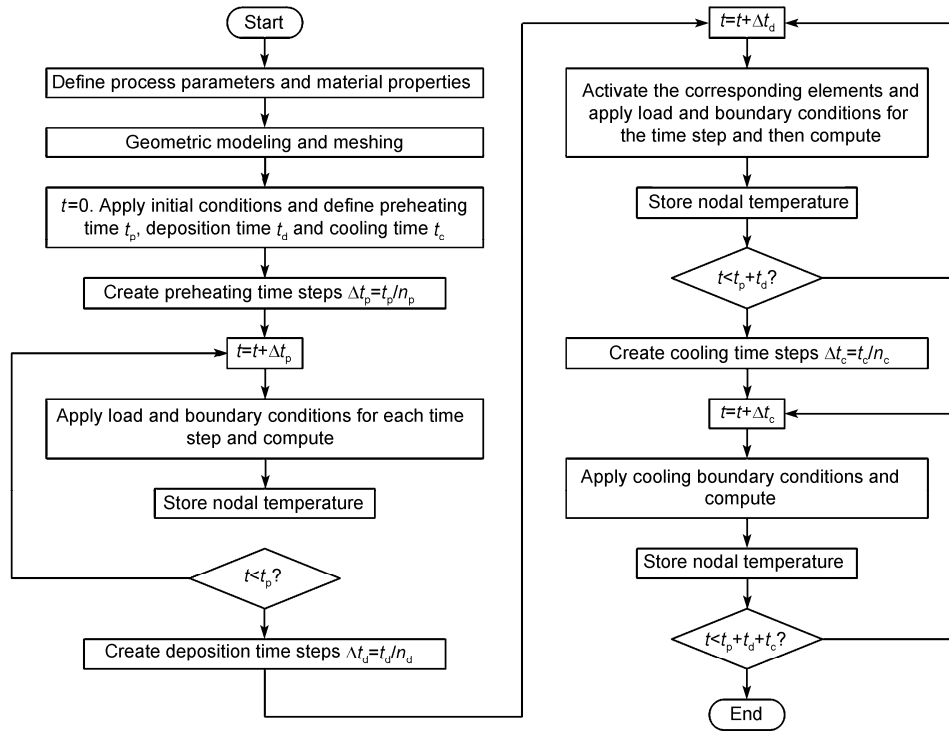 Start
Define process parameters and material properties
Geometric modeling and meshing
t=0. Apply initial conditions and define preheating
time tp, deposition time td and cooling time tc
Create preheating time steps Δtp=tp/np
t=t+Δtp
Apply load and boundary conditions for each time
step and compute
Store nodal temperature
t<tp?
Create deposition time steps Δtd=td/nd
t=t+Δtd
Activate the corresponding elements and
apply load and boundary conditions for
the time step and then compute
Store nodal temperature
t<tp+td?
Create cooling time steps Δtc=tc/nc
t=t+Δtc
Apply cooling boundary conditions and
compute
Store nodal temperature
t<tp+td+tc?
End